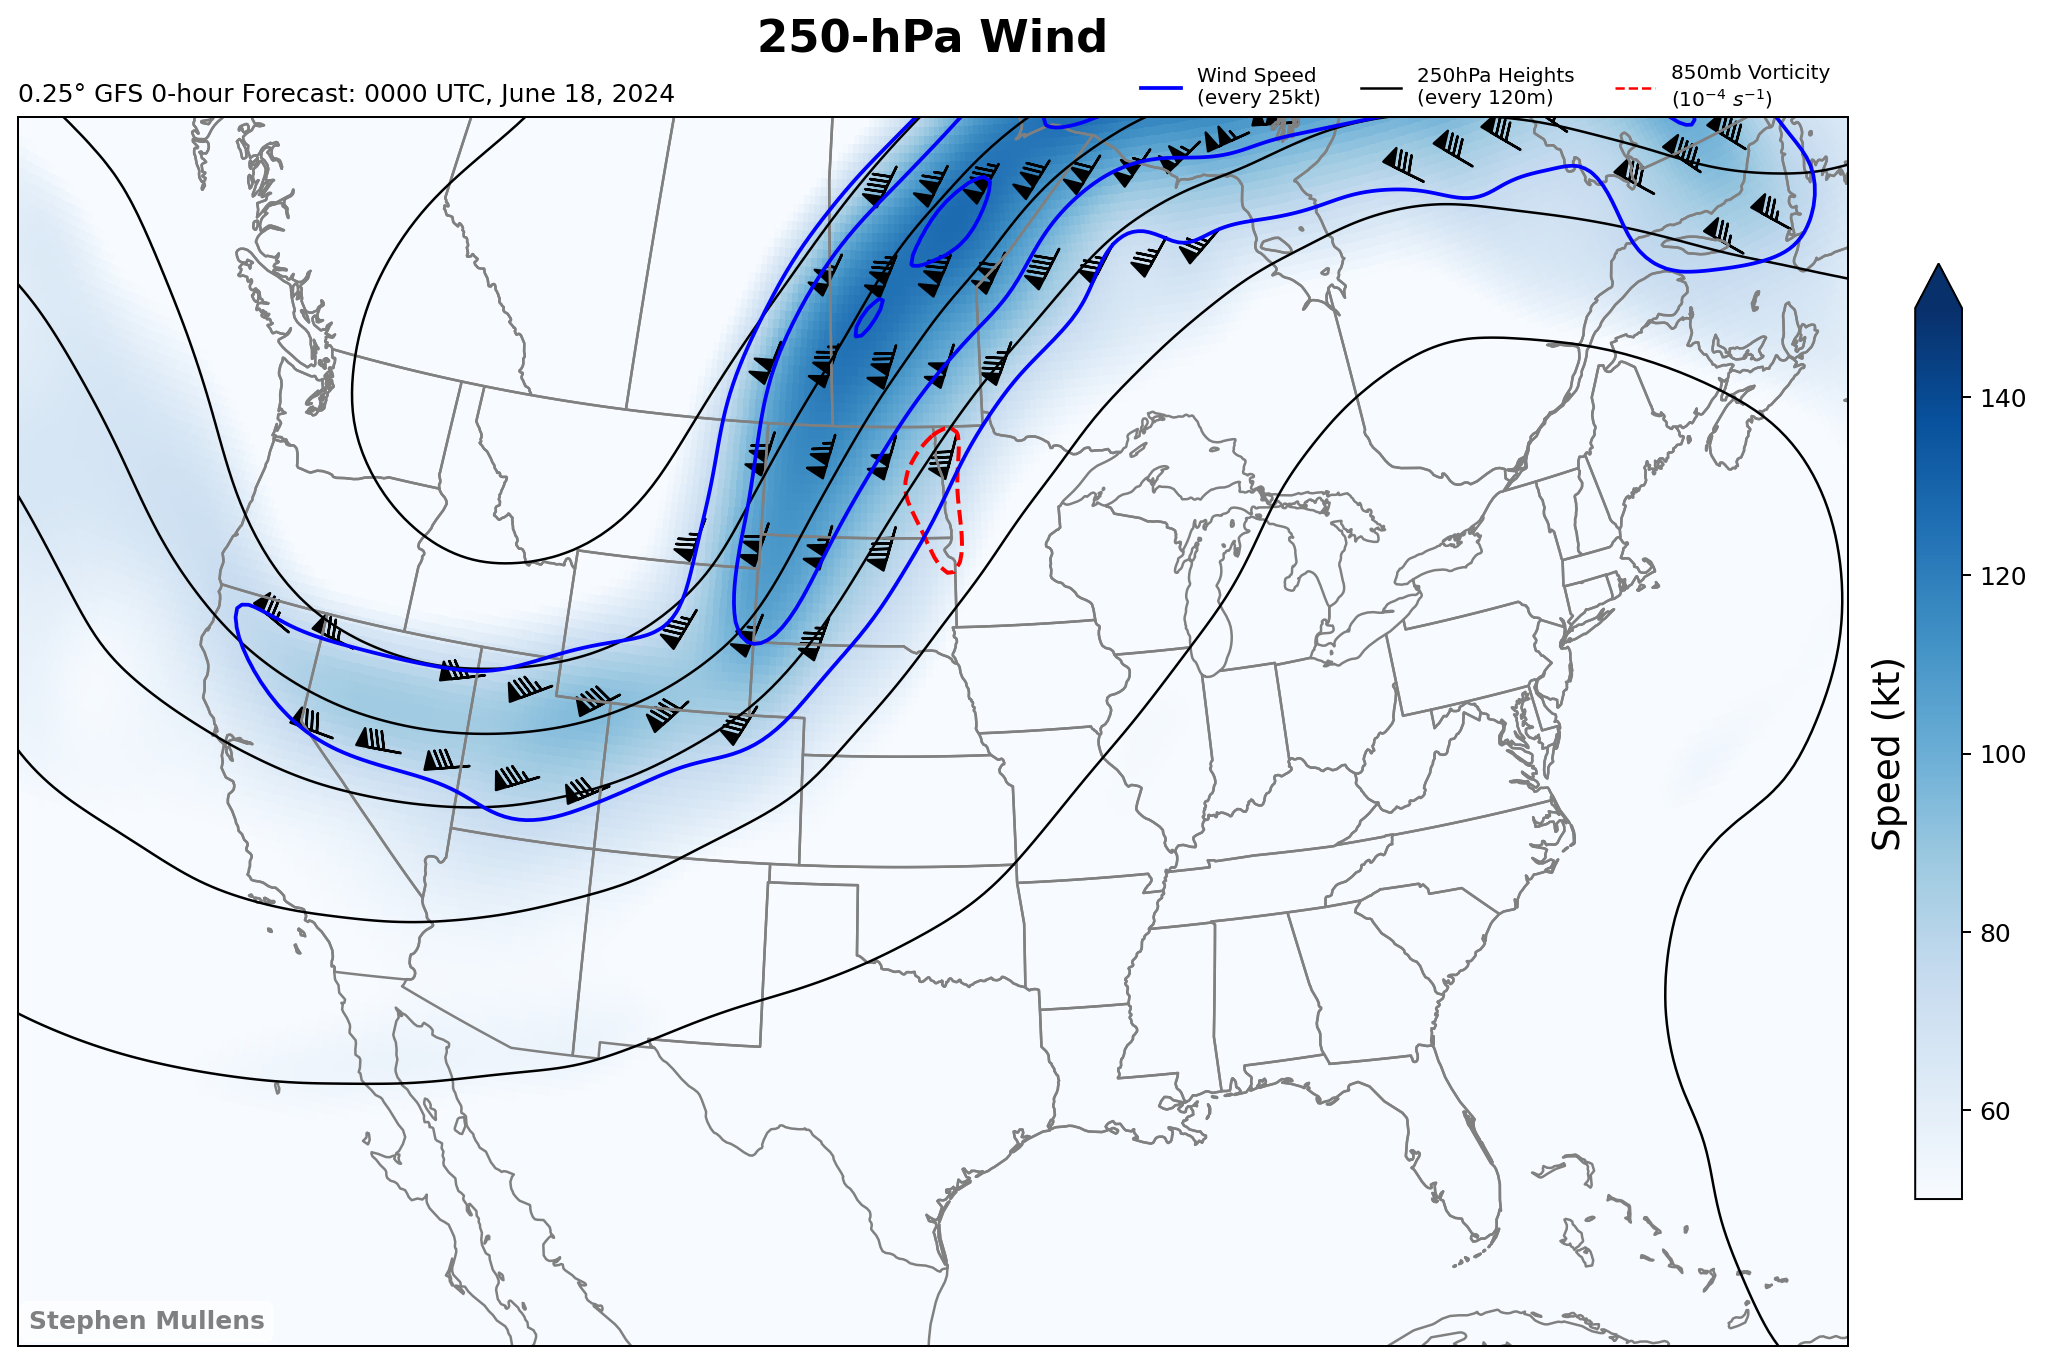 250-hPa Wind
0.25° GFS 0-hour Forecast: 0000 UTC, June 18, 2024
Wind Speed
(every 25kt)
250hPa Heights
(every 120m)
850mb Vorticity
(10⁻⁴ s⁻¹)
140
120
100
80
60
Speed (kt)
Stephen Mullens